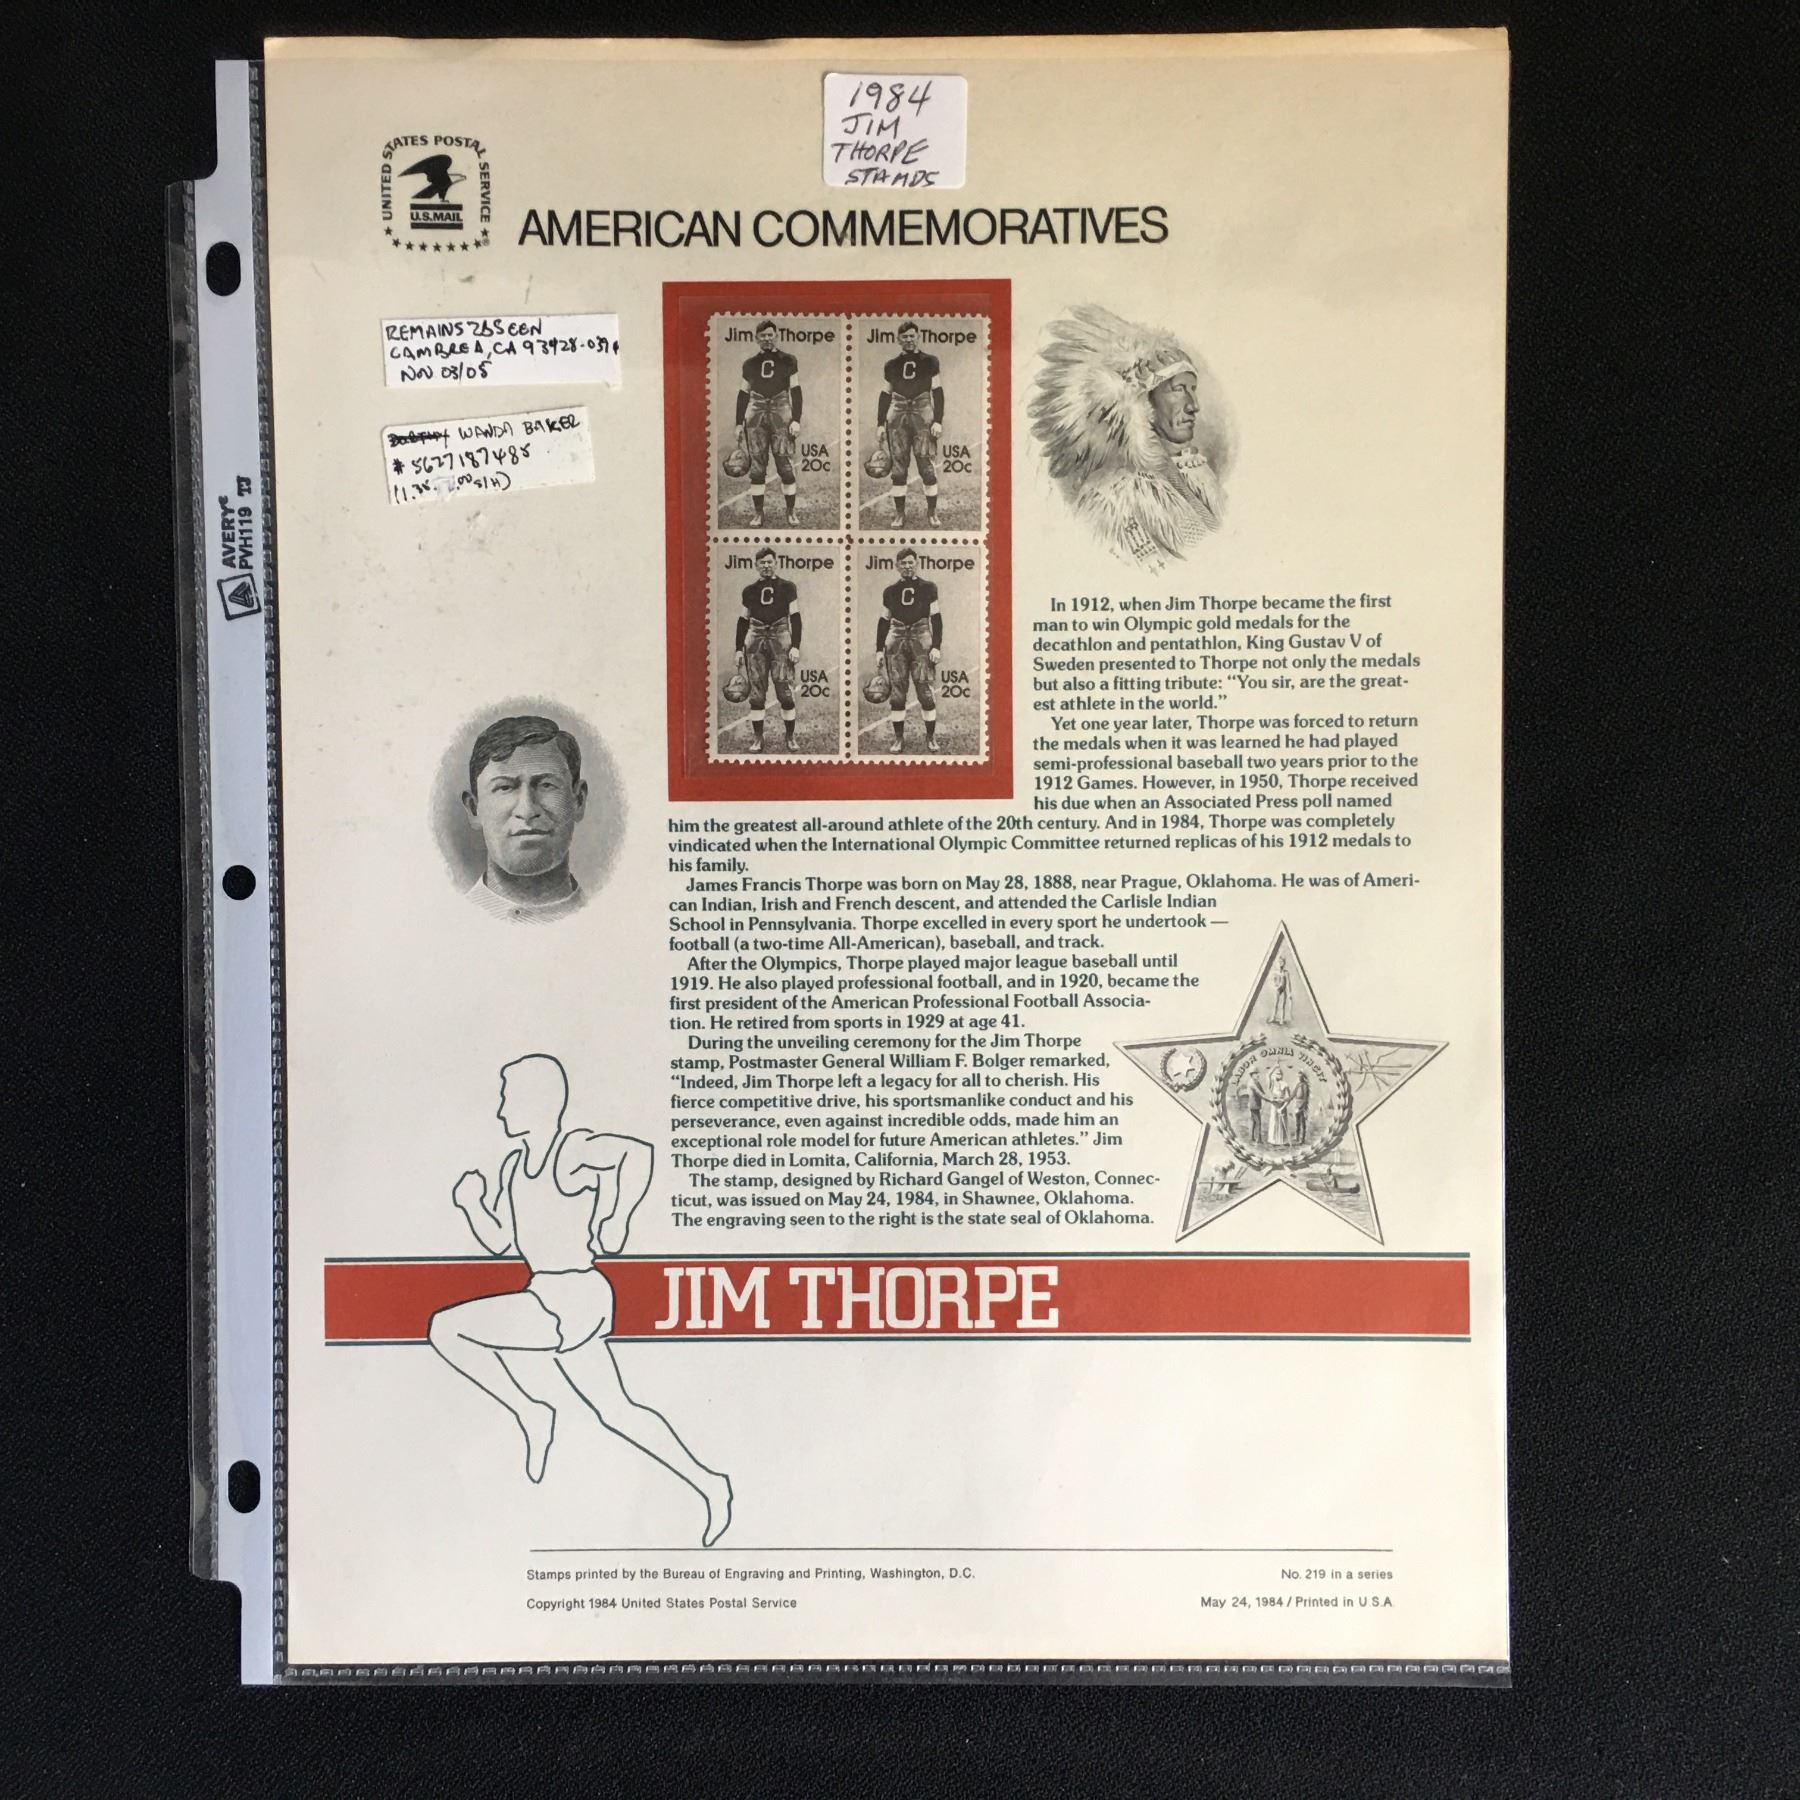 1984
JIM
THORPE
STAMPS
UNITED STATES POSTAL SERVICE
U.S.MAIL
AMERICAN COMMEMORATIVES
REMAINS2BSEEN
CAMBREA, CA 93428-039
NOV 03/05
WANDA BAKER
# 5627187485
AVERY®
PVH119
Jim Thorpe
USA
20c
Jim Thorpe
USA
20c
Jim Thorpe
USA
20c
Jim Thorpe
USA
20c
C
C
C
C
In 1912, when Jim Thorpe became the first
man to win Olympic gold medals for the
decathlon and pentathlon, King Gustav V of
Sweden presented to Thorpe not only the medals
but also a fitting tribute: “You sir, are the great-
est athlete in the world.”
Yet one year later, Thorpe was forced to return
the medals when it was learned he had played
semi-professional baseball two years prior to the
1912 Games. However, in 1950, Thorpe received
his due when an Associated Press poll named
him the greatest all-around athlete of the 20th century. And in 1984, Thorpe was completely
vindicated when the International Olympic Committee returned replicas of his 1912 medals to
his family.
James Francis Thorpe was born on May 28, 1888, near Prague, Oklahoma. He was of Ameri-
can Indian, Irish and French descent, and attended the Carlisle Indian
School in Pennsylvania. Thorpe excelled in every sport he undertook —
football (a two-time All-American), baseball, and track.
After the Olympics, Thorpe played major league baseball until
1919. He also played professional football, and in 1920, became the
first president of the American Professional Football Associa-
tion. He retired from sports in 1929 at age 41.
During the unveiling ceremony for the Jim Thorpe
stamp, Postmaster General William F. Bolger remarked,
“Indeed, Jim Thorpe left a legacy for all to cherish. His
fierce competitive drive, his sportsmanlike conduct and his
perseverance, even against incredible odds, made him an
exceptional role model for future American athletes.” Jim
Thorpe died in Lomita, California, March 28, 1953.
The stamp, designed by Richard Gangel of Weston, Connec-
ticut, was issued on May 24, 1984, in Shawnee, Oklahoma.
The engraving seen to the right is the state seal of Oklahoma.
LABOR OMNIA VINCIT
JIM THORPE
Stamps printed by the Bureau of Engraving and Printing, Washington, D.C.
No. 219 in a series
Copyright 1984 United States Postal Service
May 24, 1984 / Printed in U.S.A.